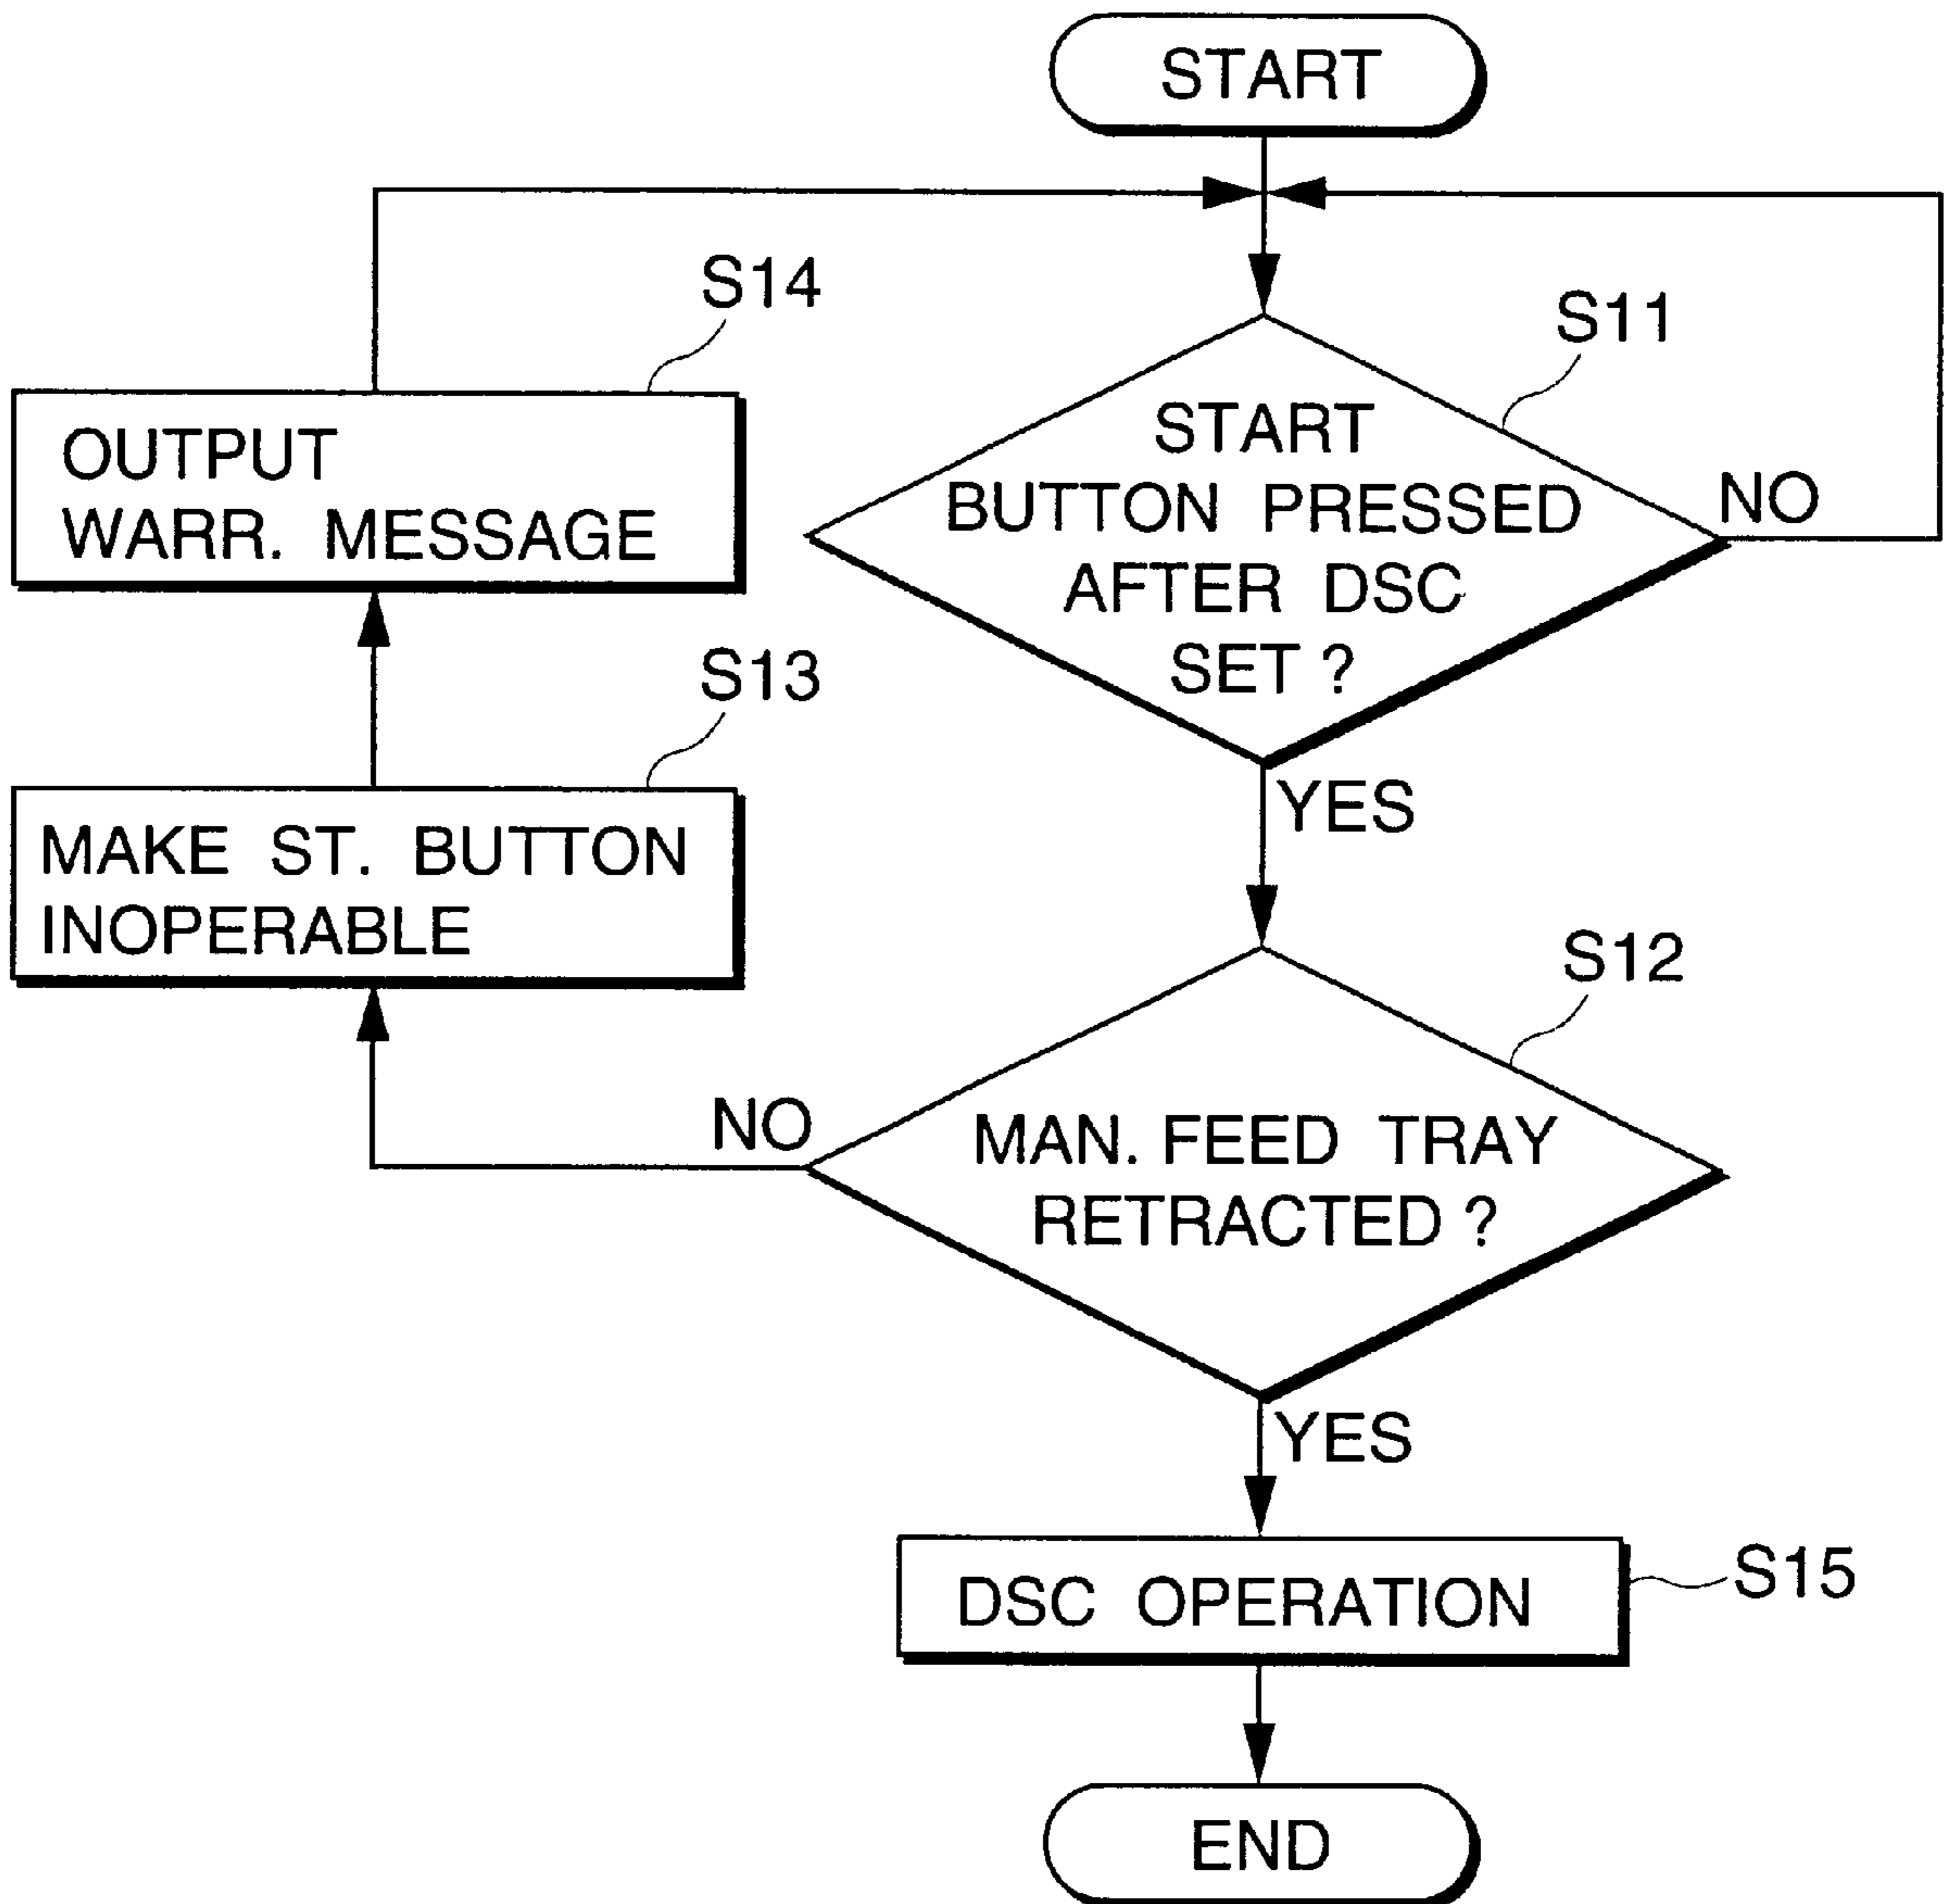 START
S14
S11
OUTPUT
WARR. MESSAGE
START
BUTTON PRESSED
AFTER DSC
SET ?
NO
S13
YES
MAKE ST. BUTTON
INOPERABLE
S12
NO
MAN. FEED TRAY
RETRACTED ?
YES
DSC OPERATION
S15
END